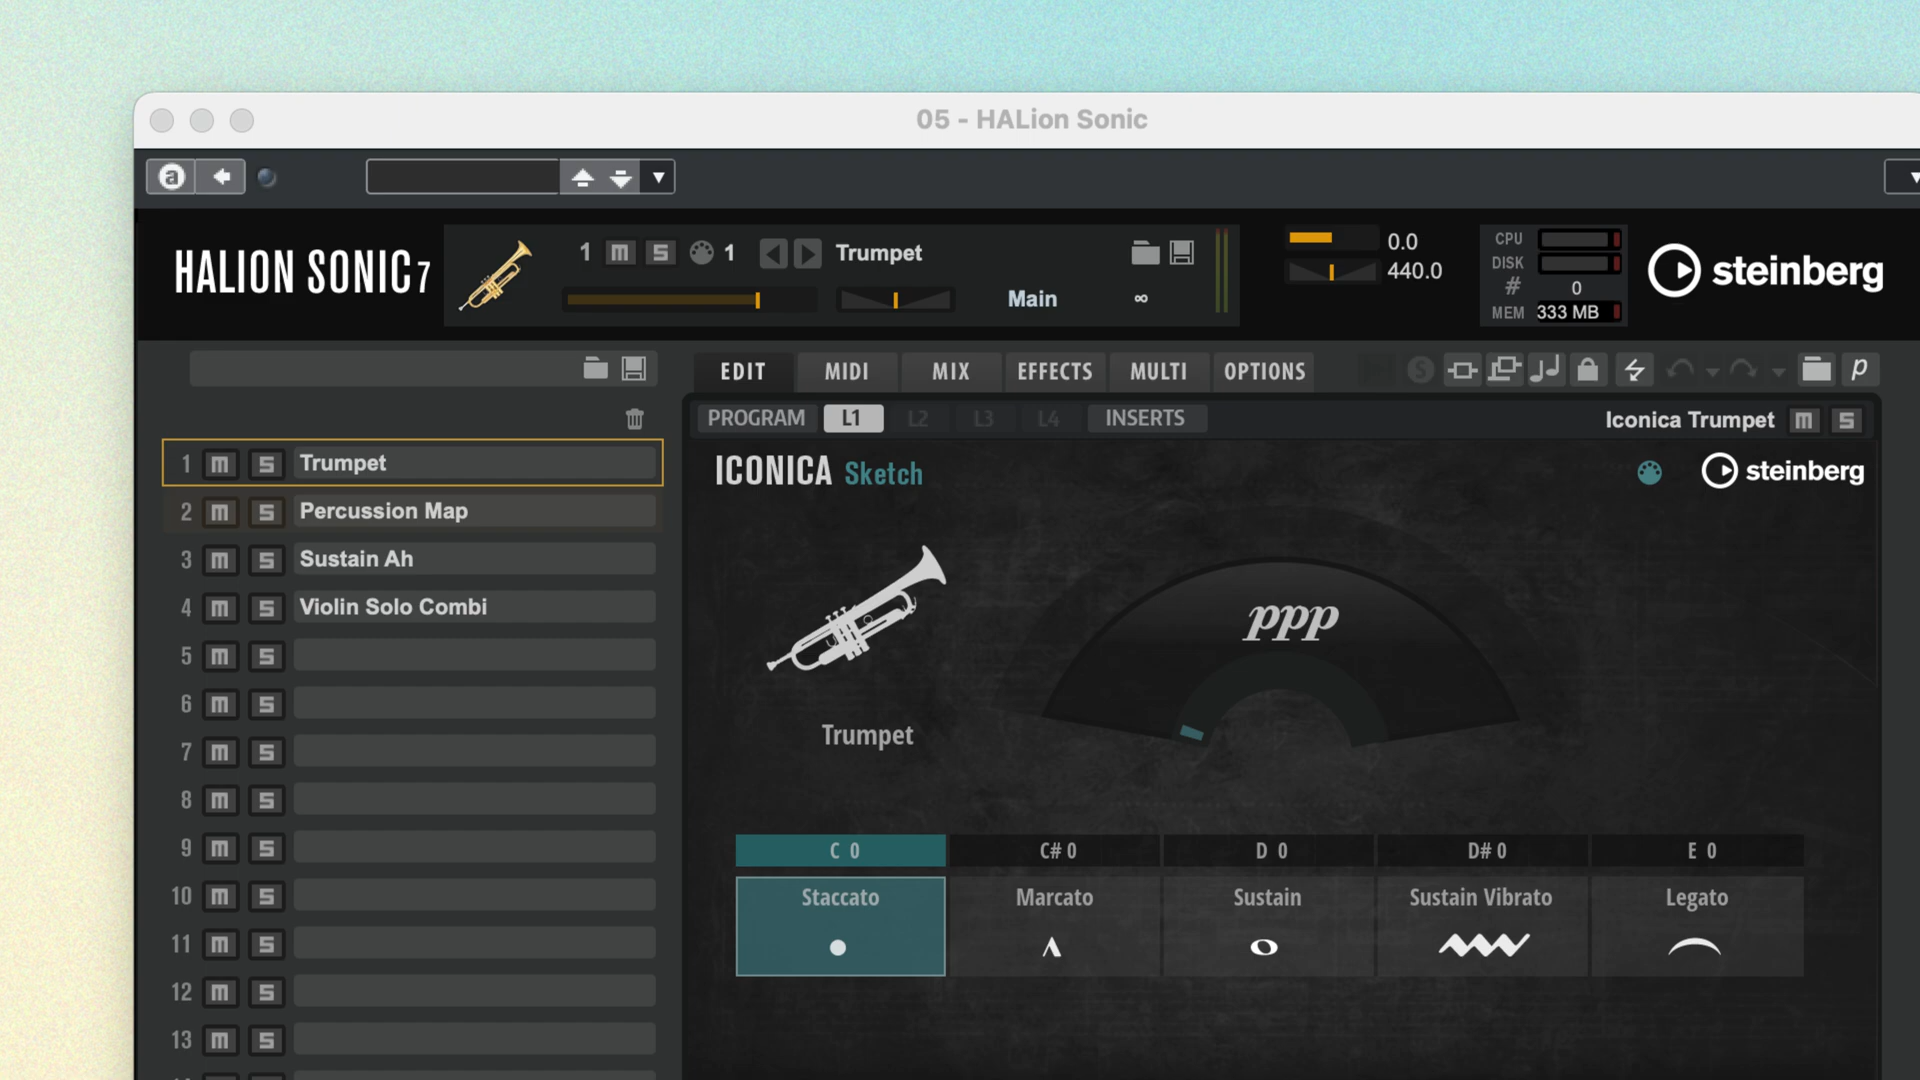 05 - HALion Sonic
a
HALION SONIC 7
1 m S 1 Trumpet
Main ∞
0.0
440.0
CPU
DISK
# 0
MEM 333 MB
steinberg
EDIT MIDI MIX EFFECTS MULTI OPTIONS
S p
PROGRAM L1 L2 L3 L4 INSERTS
Iconica Trumpet m S
ICONICA Sketch
steinberg
1 m S Trumpet
2 m S Percussion Map
3 m S Sustain Ah
4 m S Violin Solo Combi
5 m S
6 m S
7 m S
8 m S
9 m S
10 m S
11 m S
12 m S
13 m S
ppp
Trumpet
C 0 C# 0 D 0 D# 0 E 0
Staccato Marcato Sustain Sustain Vibrato Legato